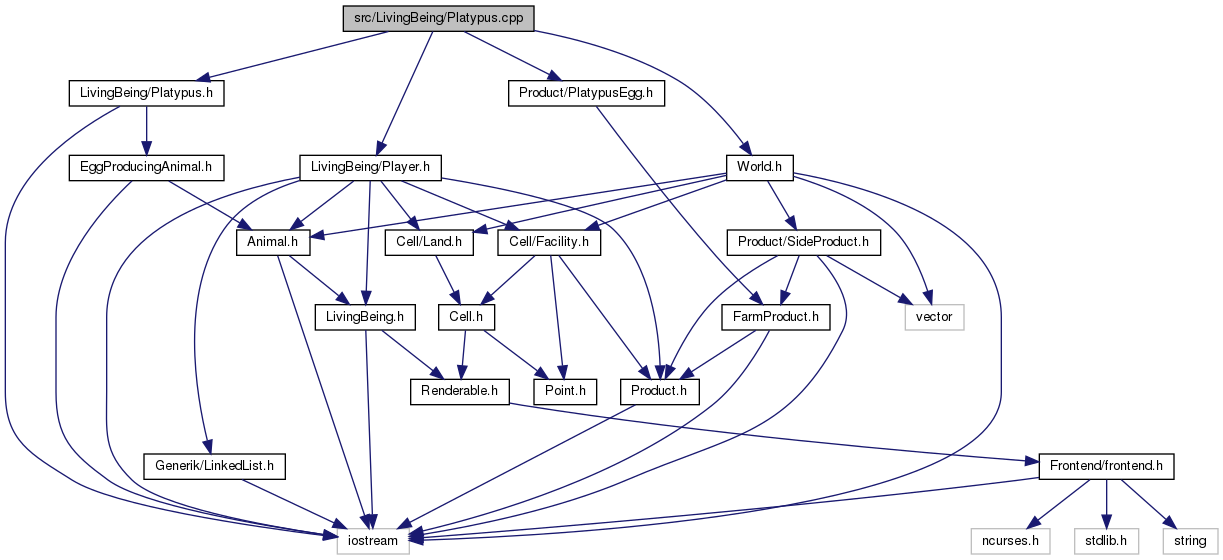 src/LivingBeing/Platypus.cpp
LivingBeing/Platypus.h
Product/PlatypusEgg.h
EggProducingAnimal.h
LivingBeing/Player.h
World.h
Animal.h
Cell/Land.h
Cell/Facility.h
Product/SideProduct.h
LivingBeing.h
Cell.h
FarmProduct.h
vector
Renderable.h
Point.h
Product.h
Generik/LinkedList.h
Frontend/frontend.h
iostream
ncurses.h
stdlib.h
string